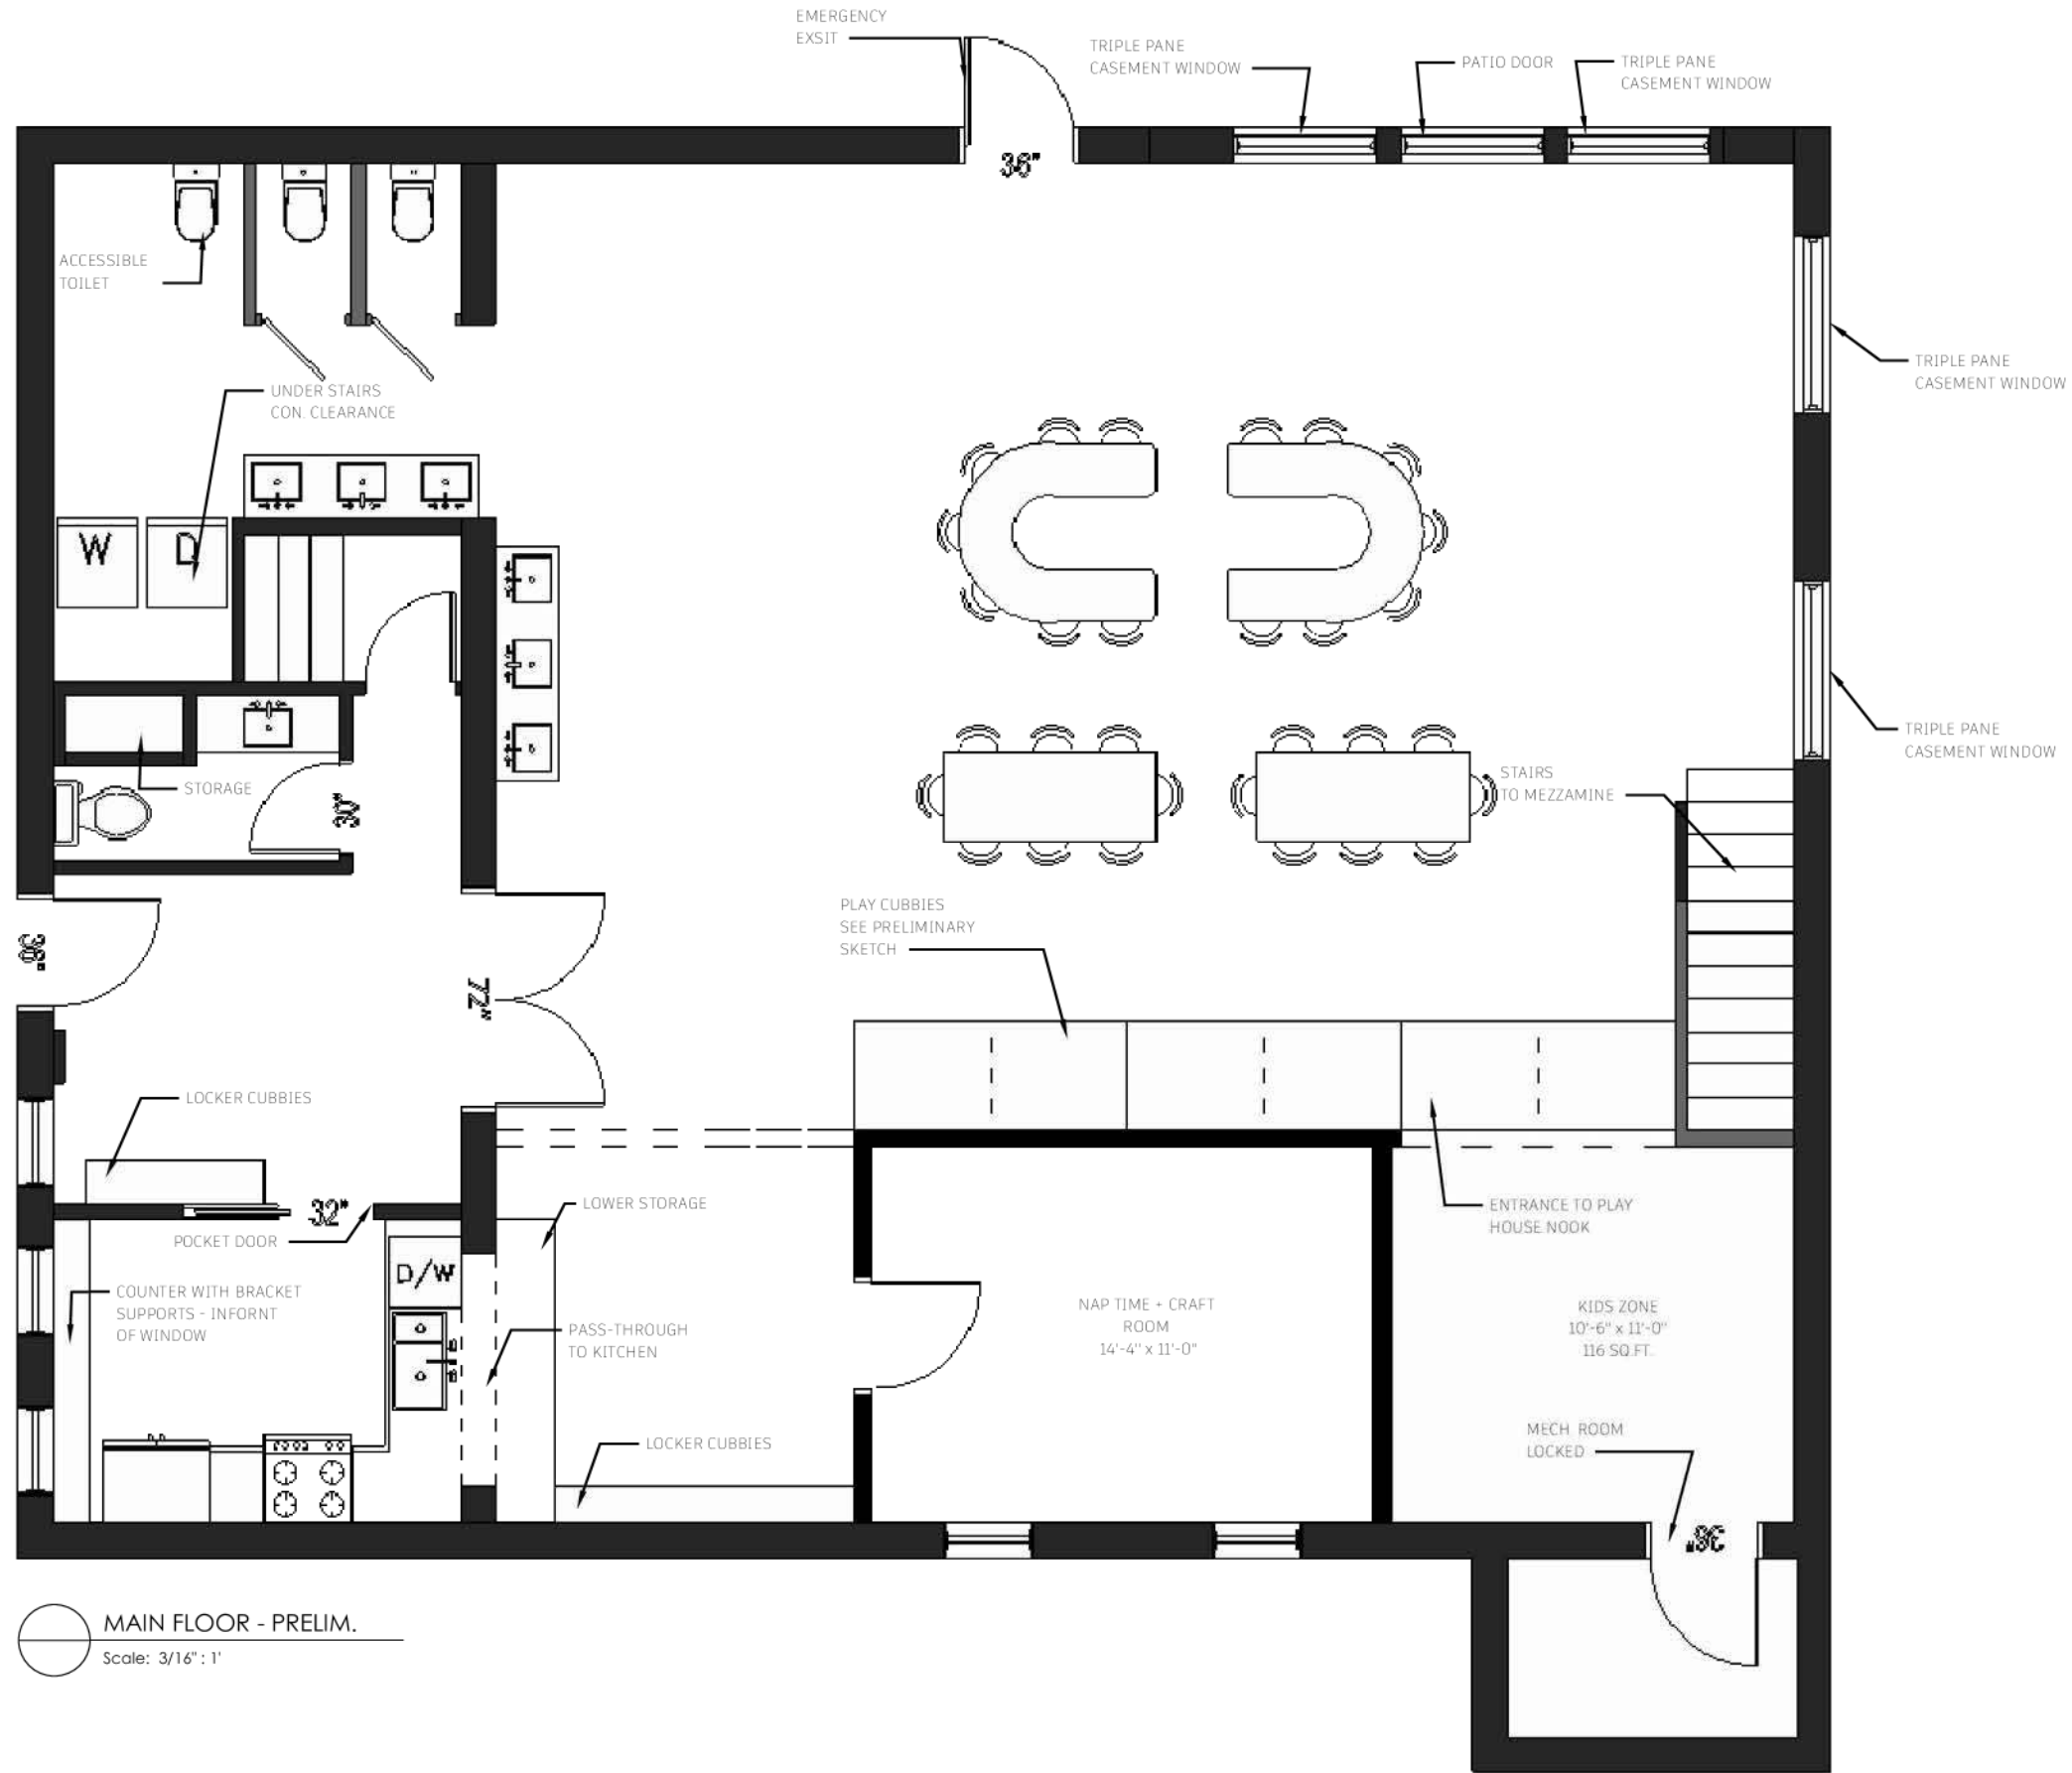 EMERGENCY
EXSIT
TRIPLE PANE
CASEMENT WINDOW
PATIO DOOR
TRIPLE PANE
CASEMENT WINDOW
36"
ACCESSIBLE
TOILET
UNDER STAIRS
CON. CLEARANCE
TRIPLE PANE
CASEMENT WINDOW
W
D
TRIPLE PANE
CASEMENT WINDOW
STORAGE
30"
STAIRS
TO MEZZAMINE
PLAY CUBBIES
SEE PRELIMINARY
SKETCH
36"
72"
LOCKER CUBBIES
LOWER STORAGE
32"
POCKET DOOR
ENTRANCE TO PLAY
HOUSE NOOK
D/W
COUNTER WITH BRACKET
SUPPORTS - INFORNT
OF WINDOW
PASS-THROUGH
TO KITCHEN
NAP TIME + CRAFT
ROOM
14'-4" x 11'-0"
KIDS ZONE
10'-6" x 11'-0"
116 SQ.FT.
LOCKER CUBBIES
MECH ROOM
LOCKED
36"
MAIN FLOOR - PRELIM.
Scale: 3/16" : 1'